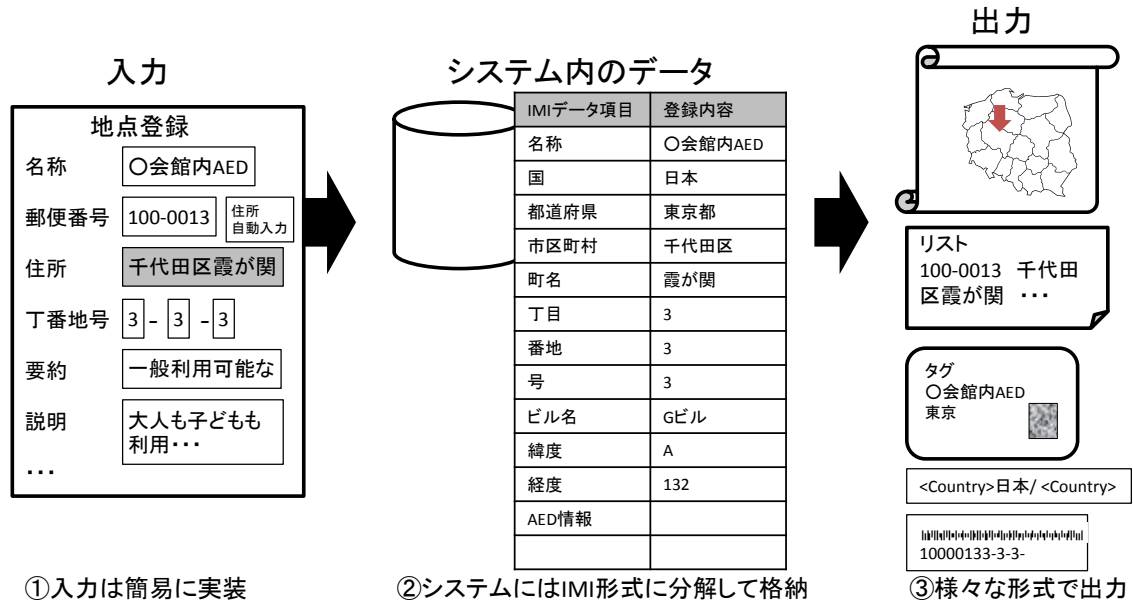 入力
地点登録
名称 〇会館内AED
郵便番号 100-0013 住所
自動入力
住所 千代田区霞が関
丁番地号 3 - 3 - 3
要約 一般利用可能な
説明 大人も子どもも
利用・・・
・・・
①入力は簡易に実装
システム内のデータ
IMIデータ項目 登録内容
名称 〇会館内AED
国 日本
都道府県 東京都
市区町村 千代田区
町名 霞が関
丁目 3
番地 3
号 3
ビル名 Gビル
緯度 A
経度 132
AED情報
②システムにはIMI形式に分解して格納
出力
リスト
100-0013 千代田
区霞が関 ・・・
タグ
〇会館内AED
東京
<Country>日本/ <Country>
10000133-3-3-
③様々な形式で出力